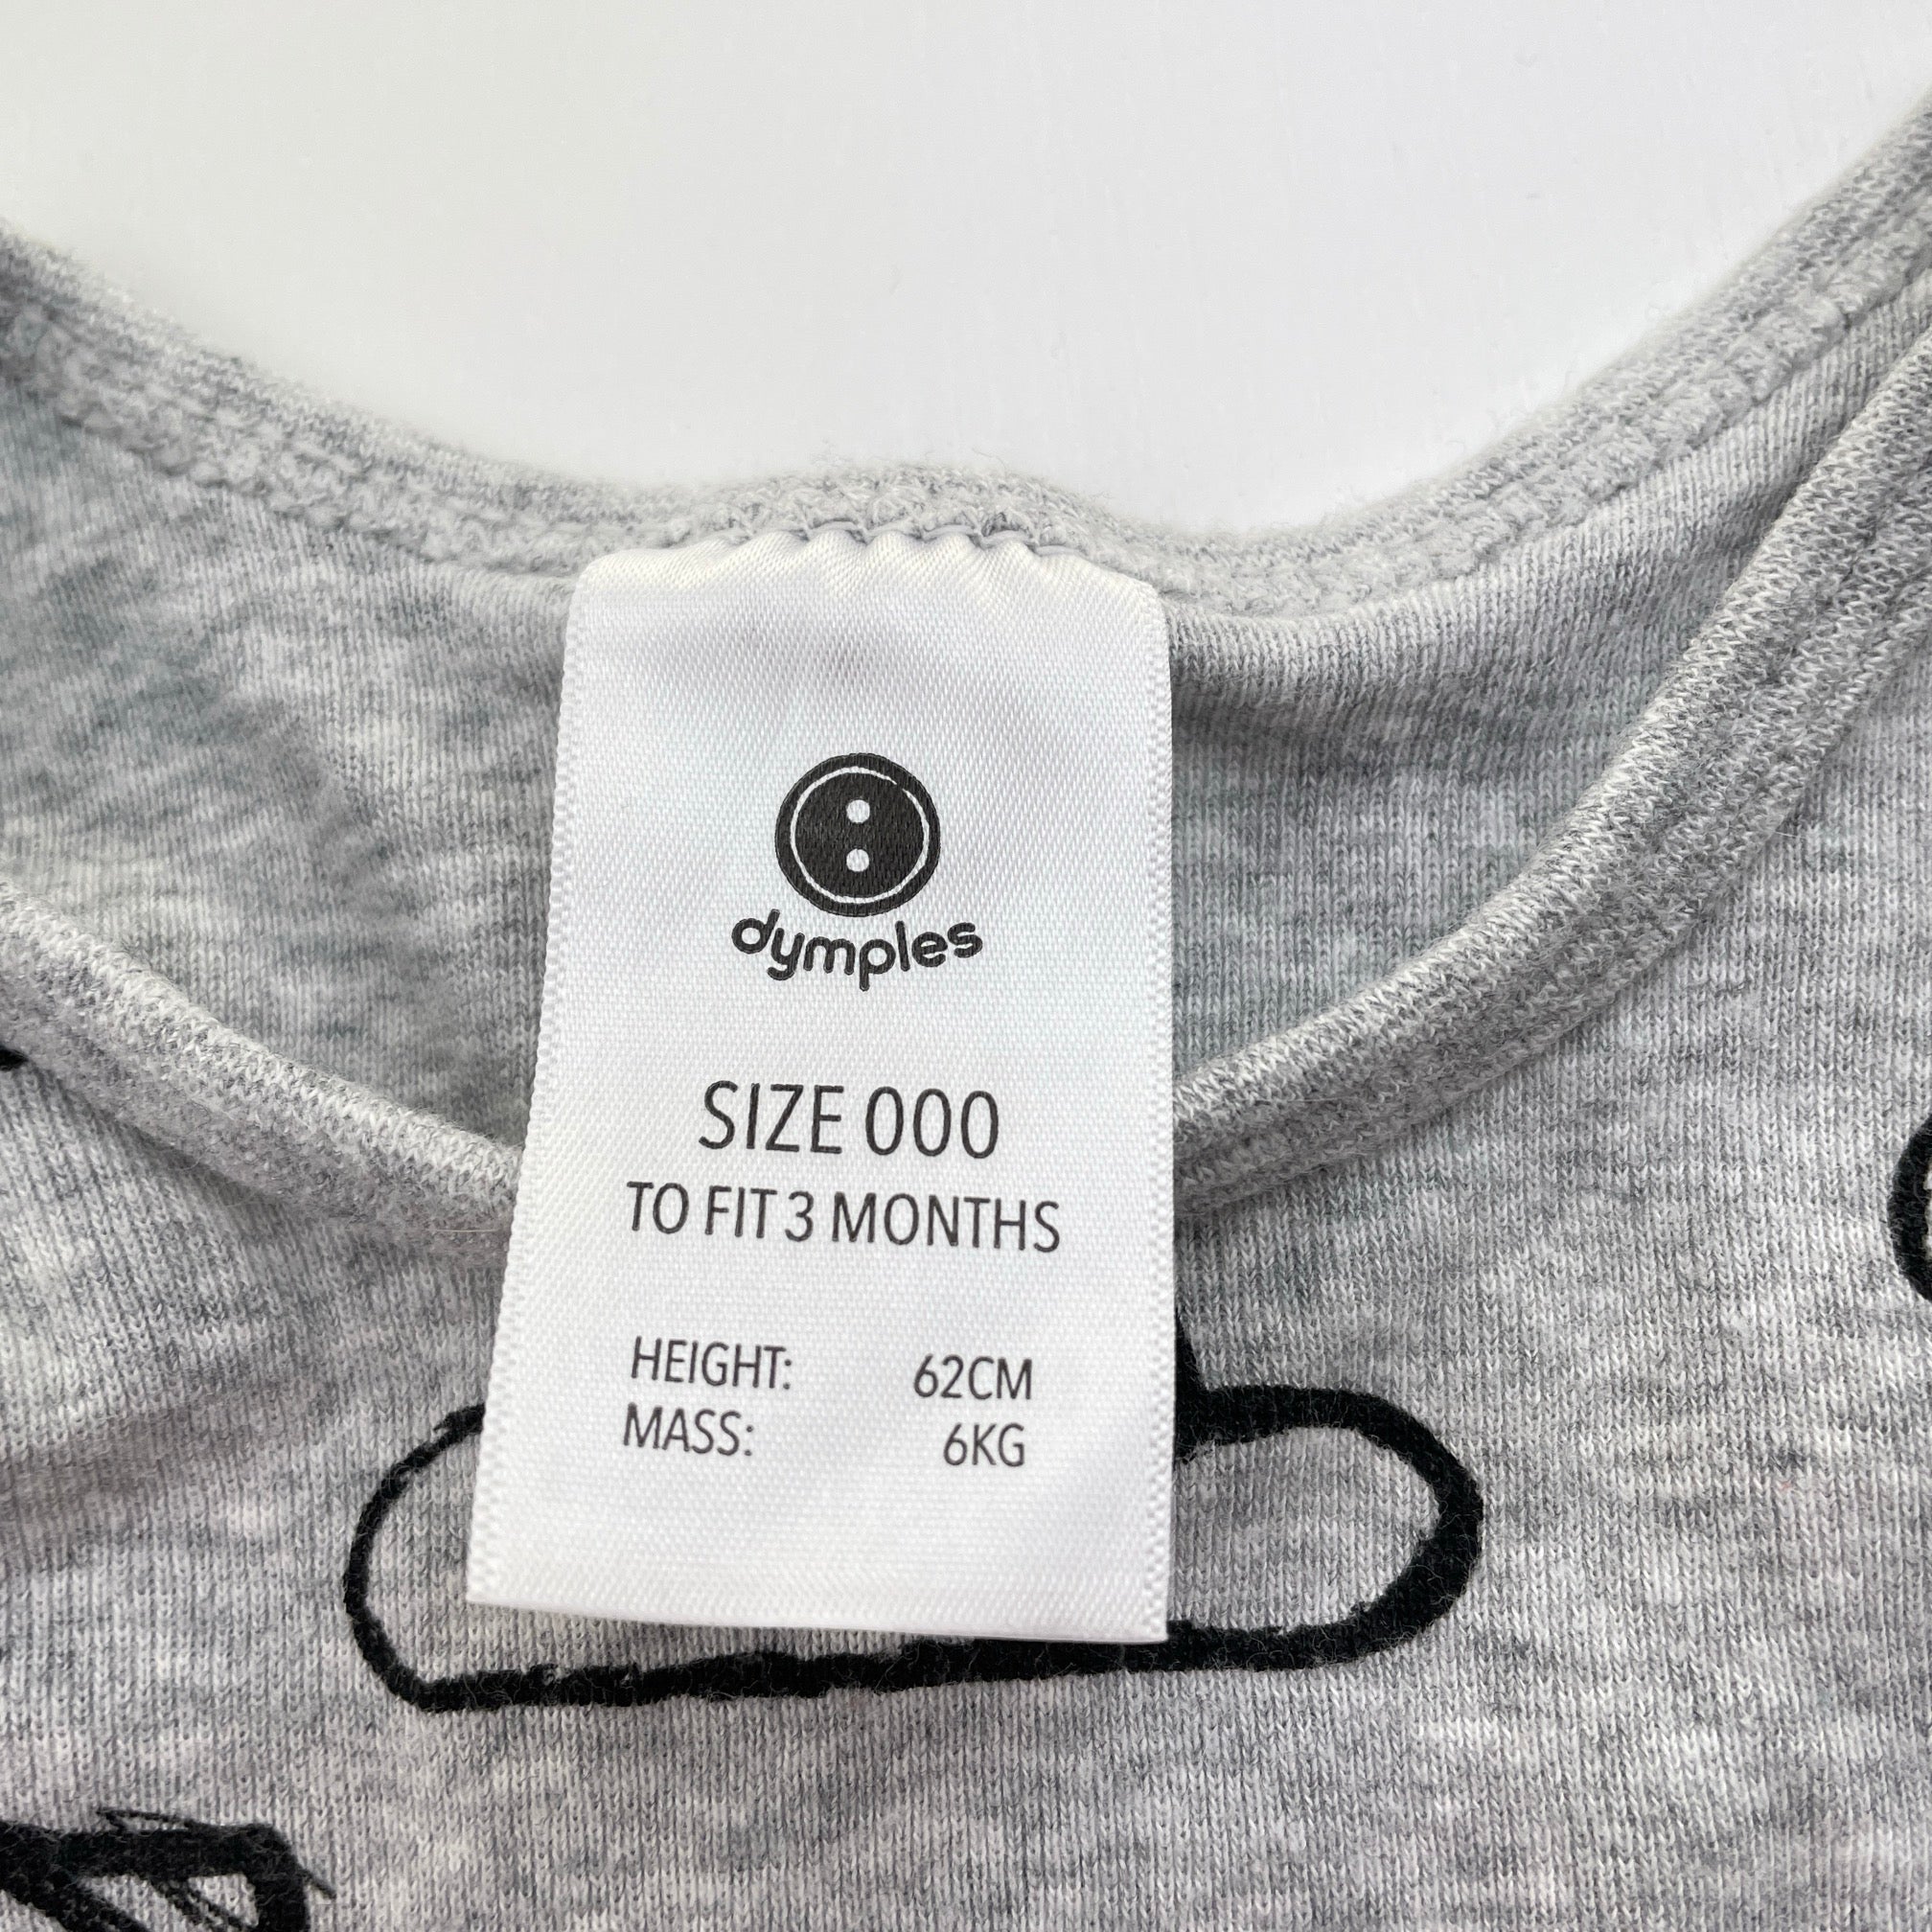 dymples
SIZE 000
TO FIT 3 MONTHS
HEIGHT: 62CM
MASS: 6KG